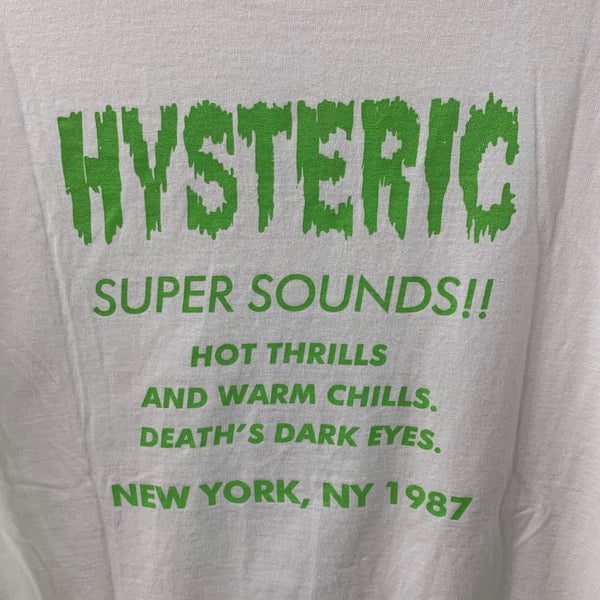 HYSTERIC
SUPER SOUNDS!!
HOT THRILLS
AND WARM CHILLS.
DEATH'S DARK EYES.
NEW YORK, NY 1987